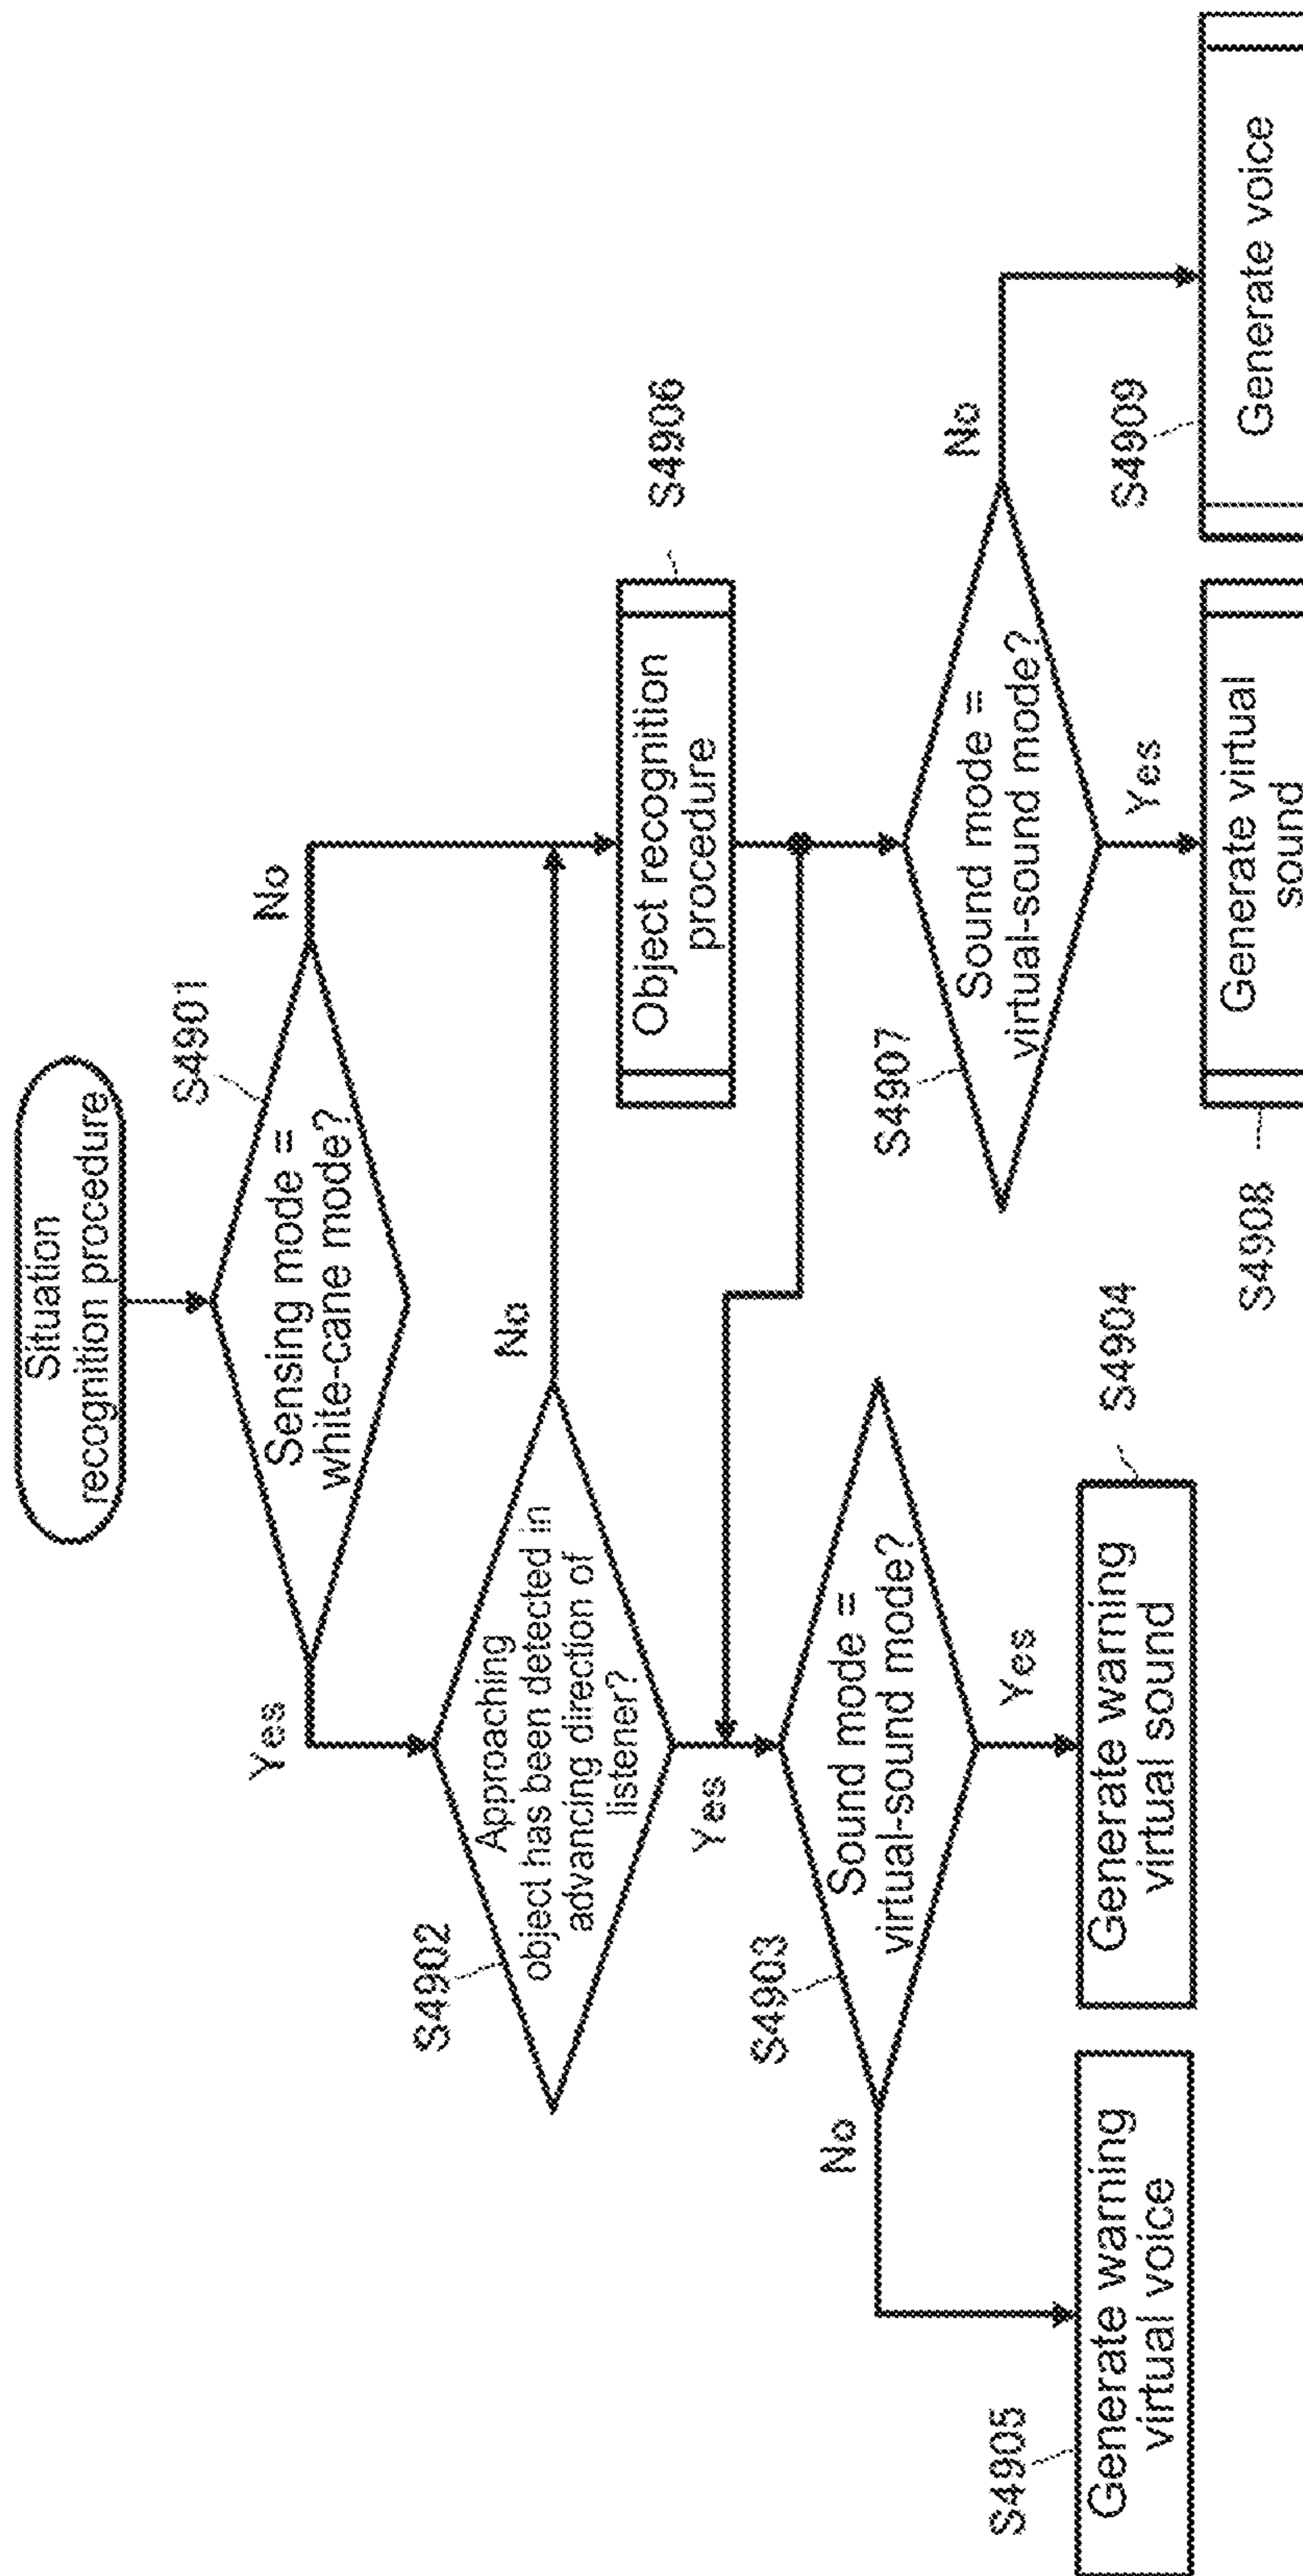 Situation
recognition procedure
S4901
Sensing mode =
white-cane mode?
Yes
No
S4902
Approaching
object has been detected in
advancing direction of
listener?
No
Yes
S4903
Sound mode =
virtual-sound mode?
No
Yes
S4905
Generate warning
virtual voice
S4904
Generate warning
virtual sound
S4906
Object recognition
procedure
S4907
Sound mode =
virtual-sound mode?
No
Yes
S4908
Generate virtual
sound
S4909
Generate voice